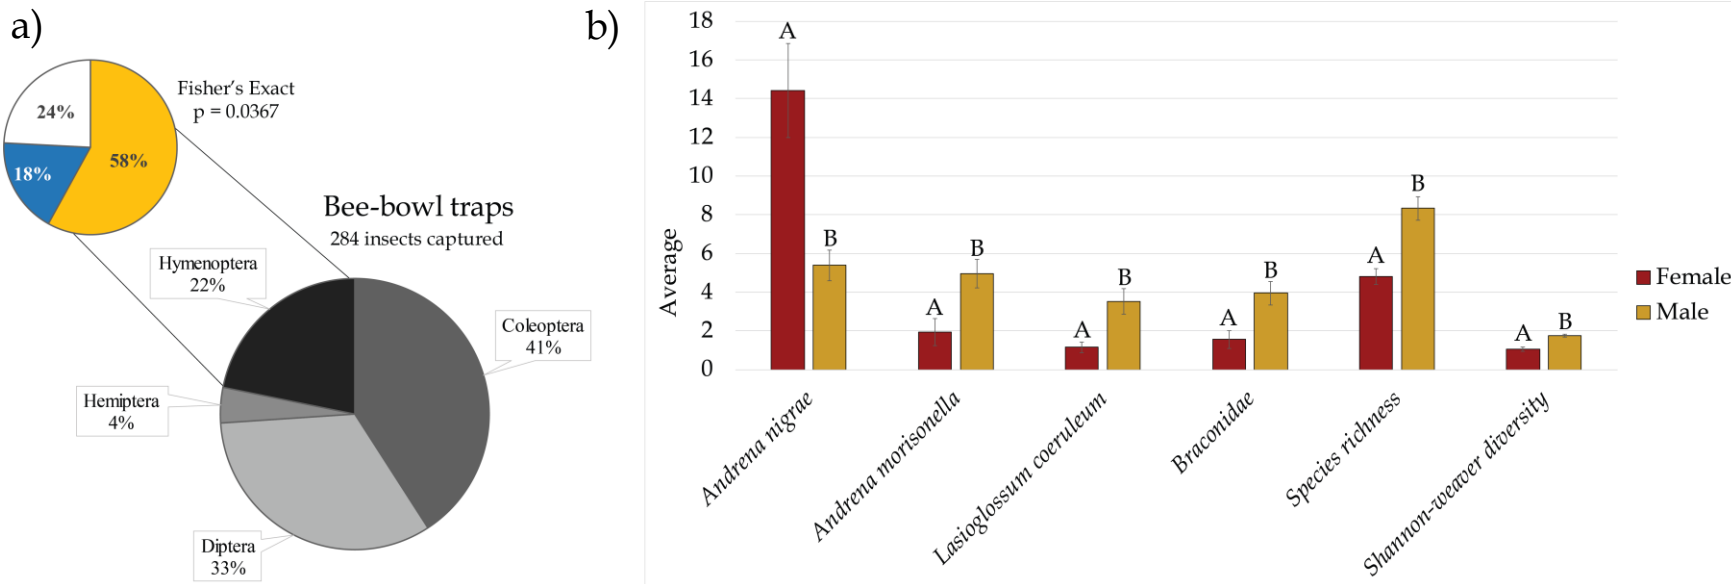 a)
24%
18%
58%
Fisher's Exact
p = 0.0367
Bee-bowl traps
284 insects captured
Hymenoptera
22%
Coleoptera
41%
Hemiptera
4%
Diptera
33%
b)
Average
18
16
14
12
10
8
6
4
2
0
A
B
A
B
A
B
A
B
A
B
A
B
Andrena nigrae
Andrena morisonella
Lasioglossum coeruleum
Braconidae
Species richness
Shannon-weaver diversity
Female
Male